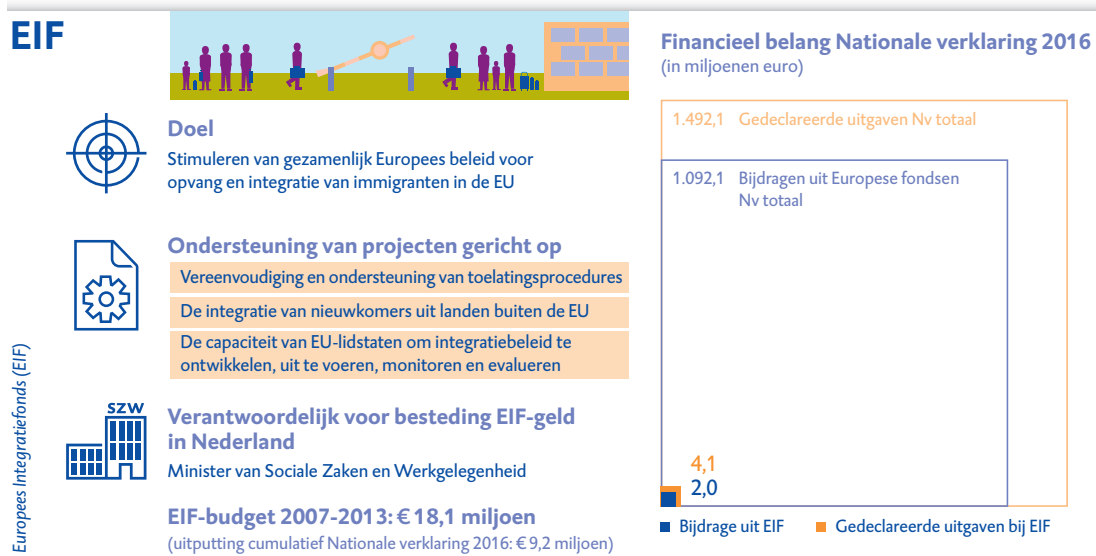 EIF
Doel
Stimuleren van gezamenlijk Europees beleid voor
opvang en integratie van immigranten in de EU
Ondersteuning van projecten gericht op
Vereenvoudiging en ondersteuning van toelatingsprocedures
De integratie van nieuwkomers uit landen buiten de EU
De capaciteit van EU-lidstaten om integratiebeleid te
ontwikkelen, uit te voeren, monitoren en evalueren
SZW
Verantwoordelijk voor besteding EIF-geld
in Nederland
Minister van Sociale Zaken en Werkgelegenheid
EIF-budget 2007-2013: € 18,1 miljoen
(uitputting cumulatief Nationale verklaring 2016: € 9,2 miljoen)
Europees Integratiefonds (EIF)
Financieel belang Nationale verklaring 2016
(in miljoenen euro)
1.492,1 Gedeclareerde uitgaven Nv totaal
1.092,1 Bijdragen uit Europese fondsen
Nv totaal
4,1
2,0
Bijdrage uit EIF Gedeclareerde uitgaven bij EIF